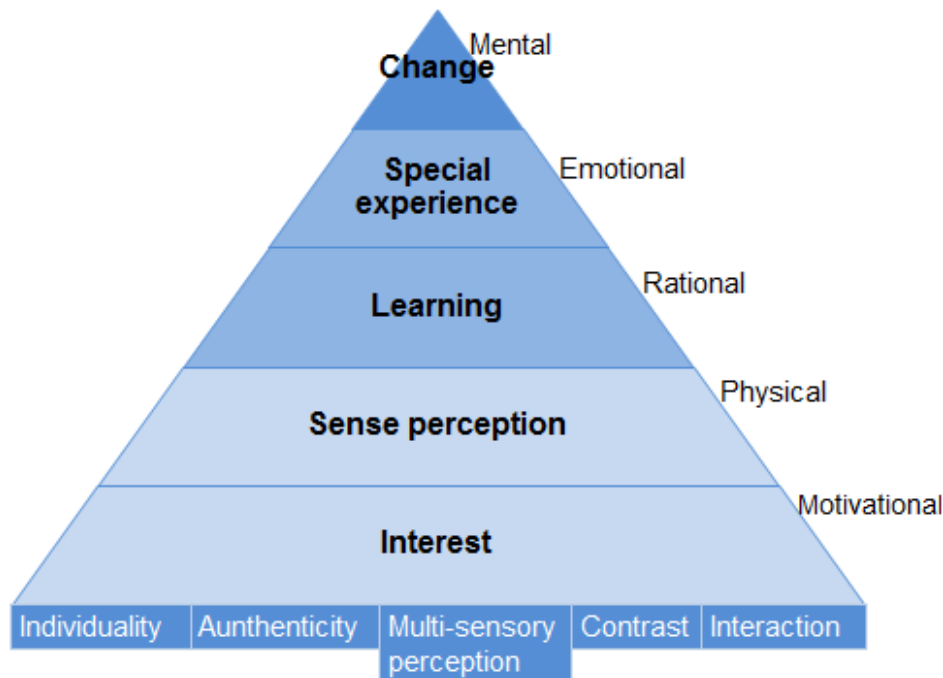 Mental
Change
Special
experience
Emotional
Learning
Rational
Sense perception
Physical
Interest
Motivational
Individuality
Aunthenticity
Multi-sensory
perception
Contrast
Interaction